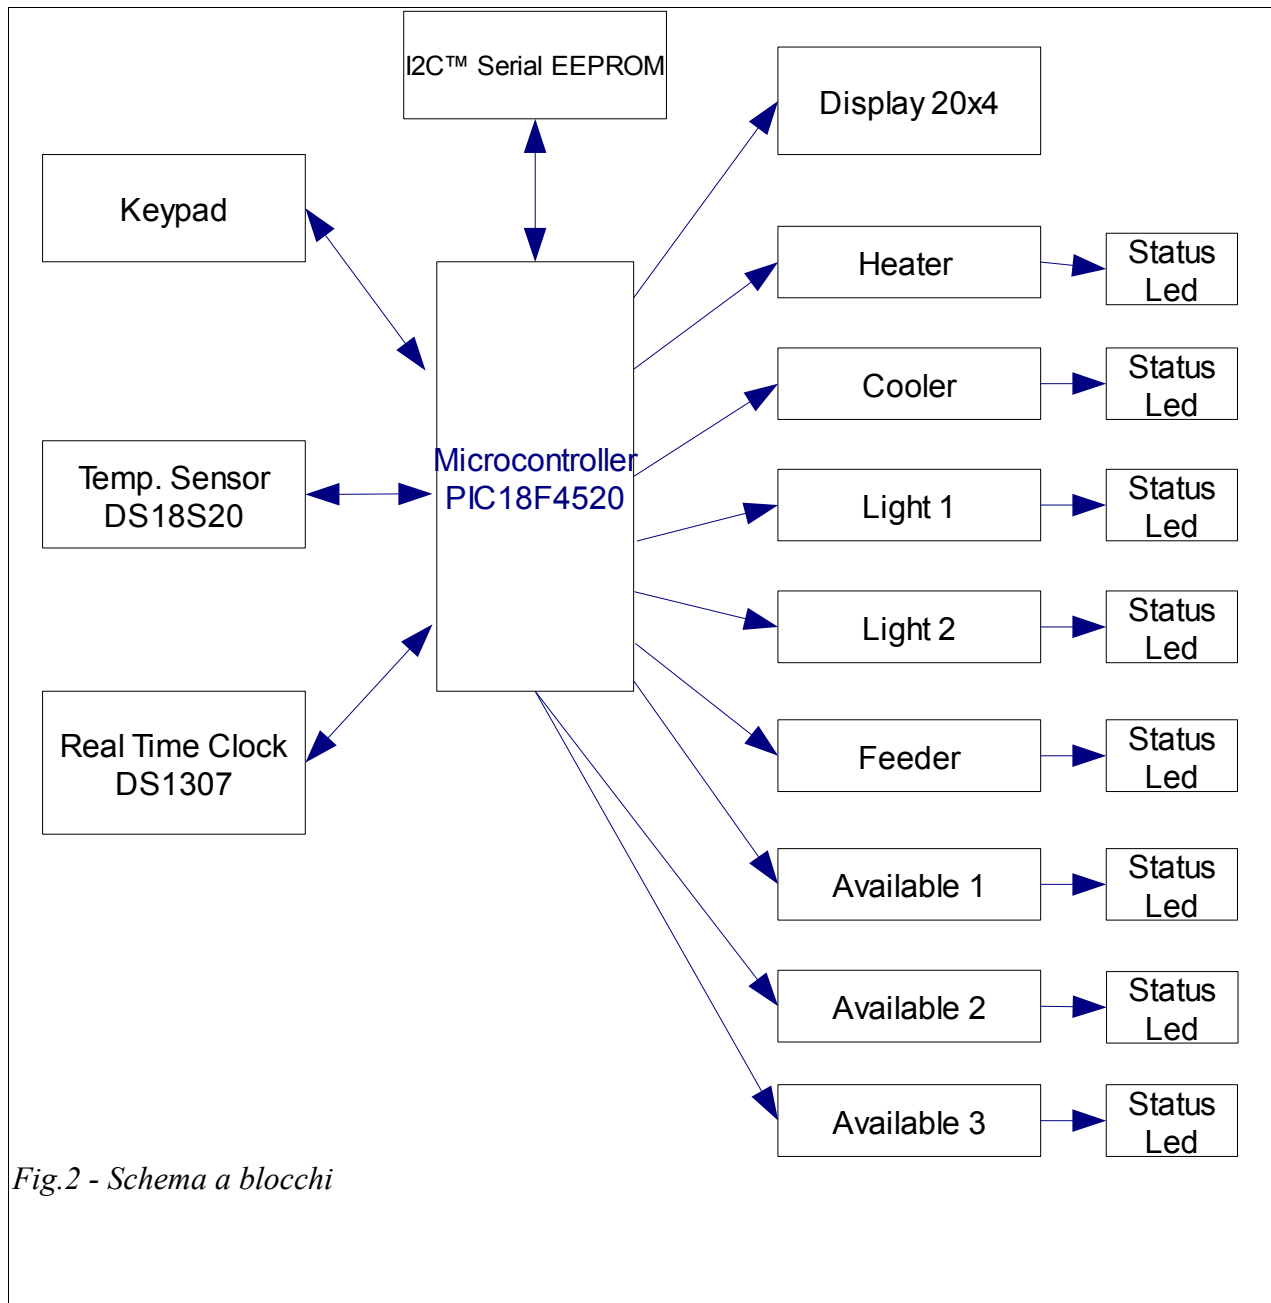 I2C™ Serial EEPROM
Display 20x4
Keypad
Heater
Status
Led
Cooler
Status
Led
Microcontroller
PIC18F4520
Temp. Sensor
DS18S20
Light 1
Status
Led
Light 2
Status
Led
Real Time Clock
DS1307
Feeder
Status
Led
Available 1
Status
Led
Available 2
Status
Led
Available 3
Status
Led
Fig.2 - Schema a blocchi